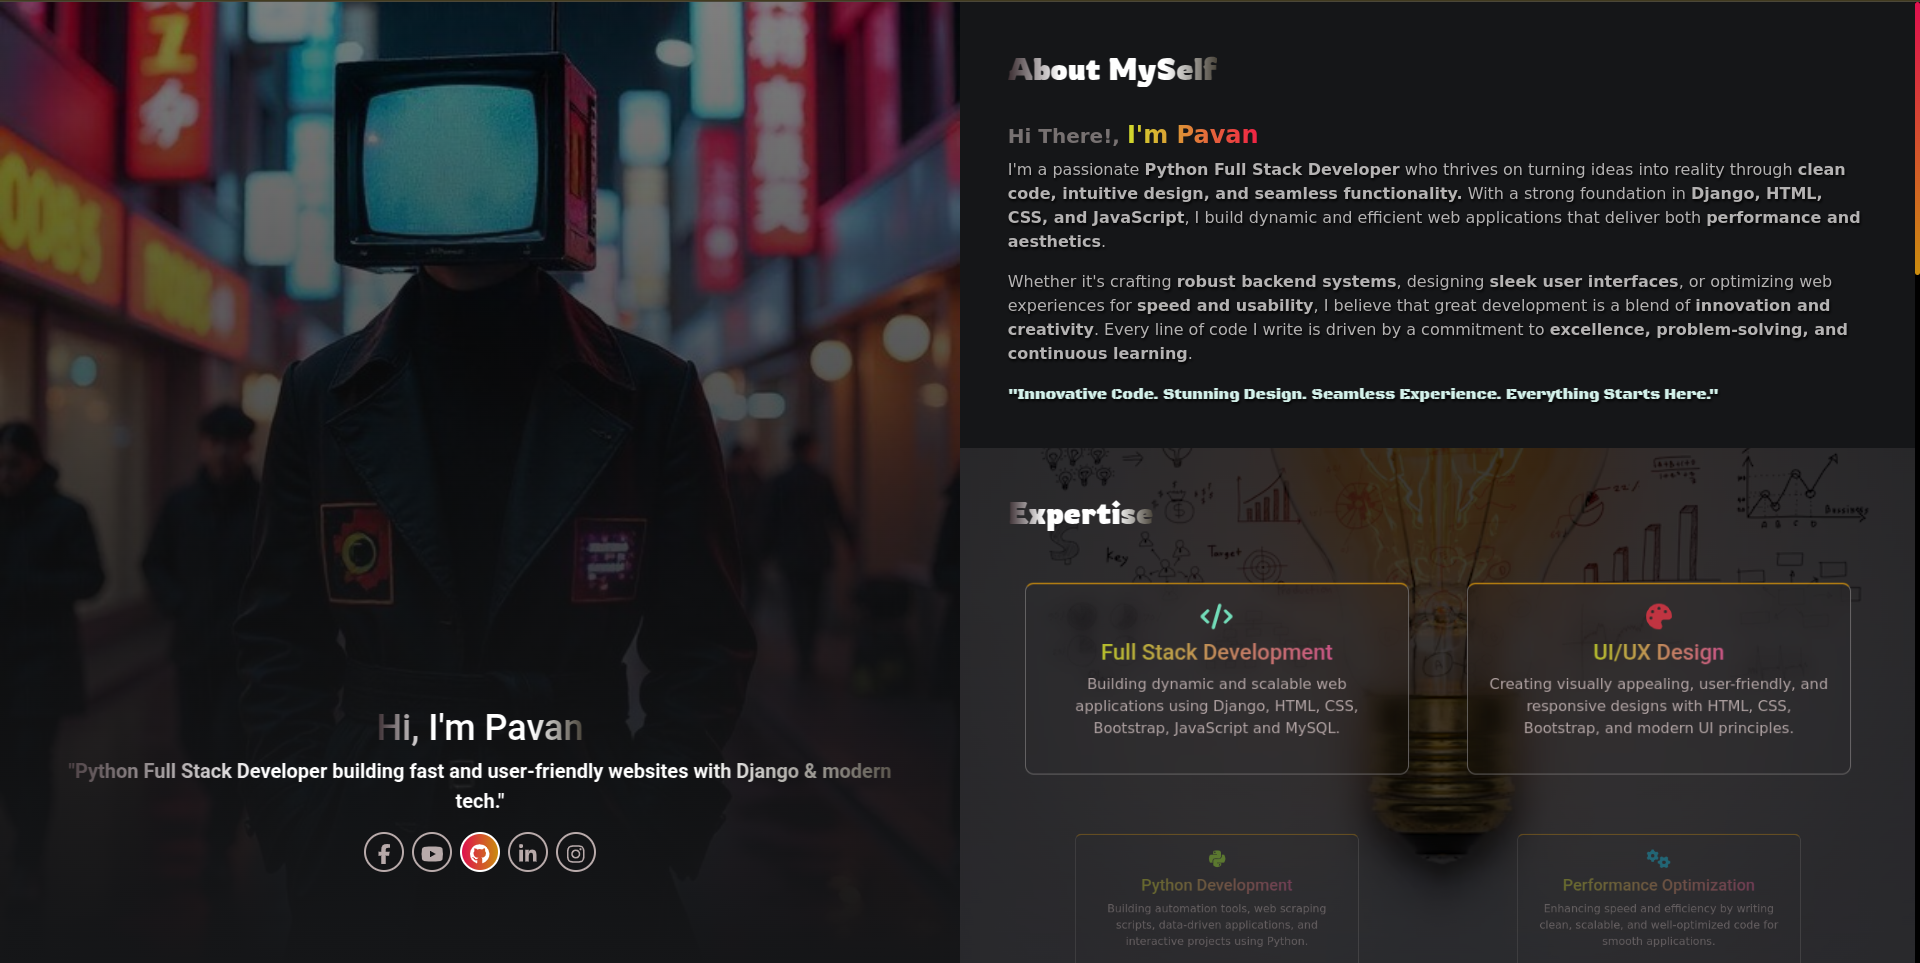 Hi, I'm Pavan
"Python Full Stack Developer building fast and user-friendly websites with Django & modern
tech."
About MySelf
Hi There!, I'm Pavan
I'm a passionate Python Full Stack Developer who thrives on turning ideas into reality through clean
code, intuitive design, and seamless functionality. With a strong foundation in Django, HTML,
CSS, and JavaScript, I build dynamic and efficient web applications that deliver both performance and
aesthetics.
Whether it's crafting robust backend systems, designing sleek user interfaces, or optimizing web
experiences for speed and usability, I believe that great development is a blend of innovation and
creativity. Every line of code I write is driven by a commitment to excellence, problem-solving, and
continuous learning.
"Innovative Code. Stunning Design. Seamless Experience. Everything Starts Here."
Expertise
Key
Target
Bussiness
A B C D
Full Stack Development
Building dynamic and scalable web
applications using Django, HTML, CSS,
Bootstrap, JavaScript and MySQL.
UI/UX Design
Creating visually appealing, user-friendly, and
responsive designs with HTML, CSS,
Bootstrap, and modern UI principles.
Python Development
Building automation tools, web scraping
scripts, data-driven applications, and
interactive projects using Python.
Performance Optimization
Enhancing speed and efficiency by writing
clean, scalable, and well-optimized code for
smooth applications.